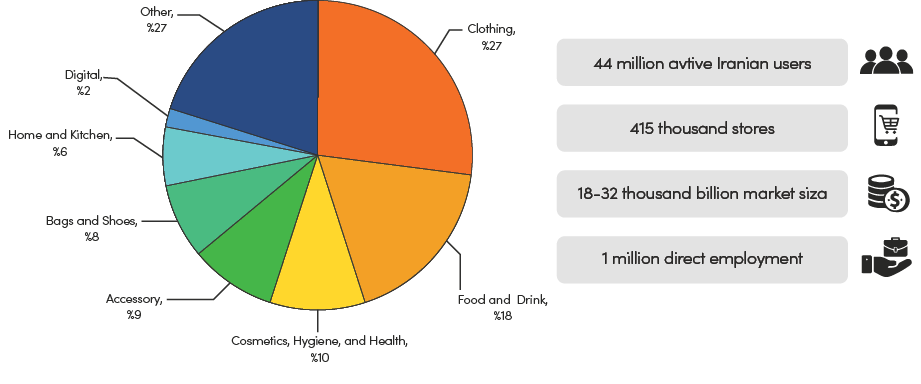 Other,
%27
Clothing,
%27
Digital,
%2
Home and Kitchen,
%6
Bags and Shoes,
%8
Accessory,
%9
Cosmetics, Hygiene, and Health,
%10
Food and Drink,
%18
44 million avtive Iranian users
415 thousand stores
18-32 thousand billion market siza
1 million direct employment
$